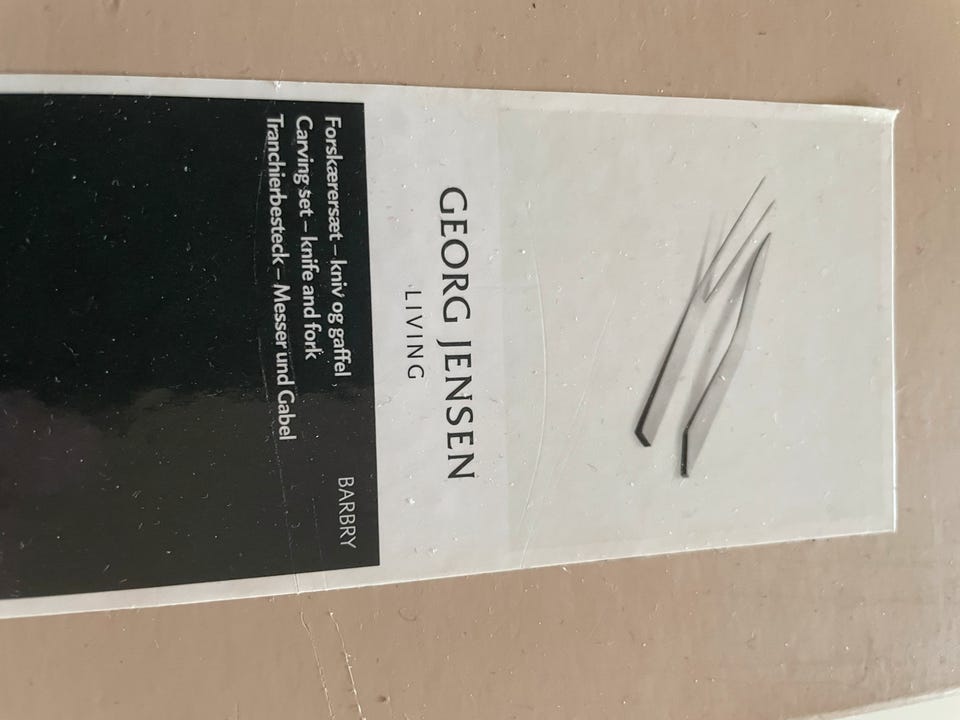 GEORG JENSEN
LIVING
BARBRY
Forskærersæt – kniv og gaffel
Carving set – knife and fork
Tranchierbesteck – Messer und Gabel